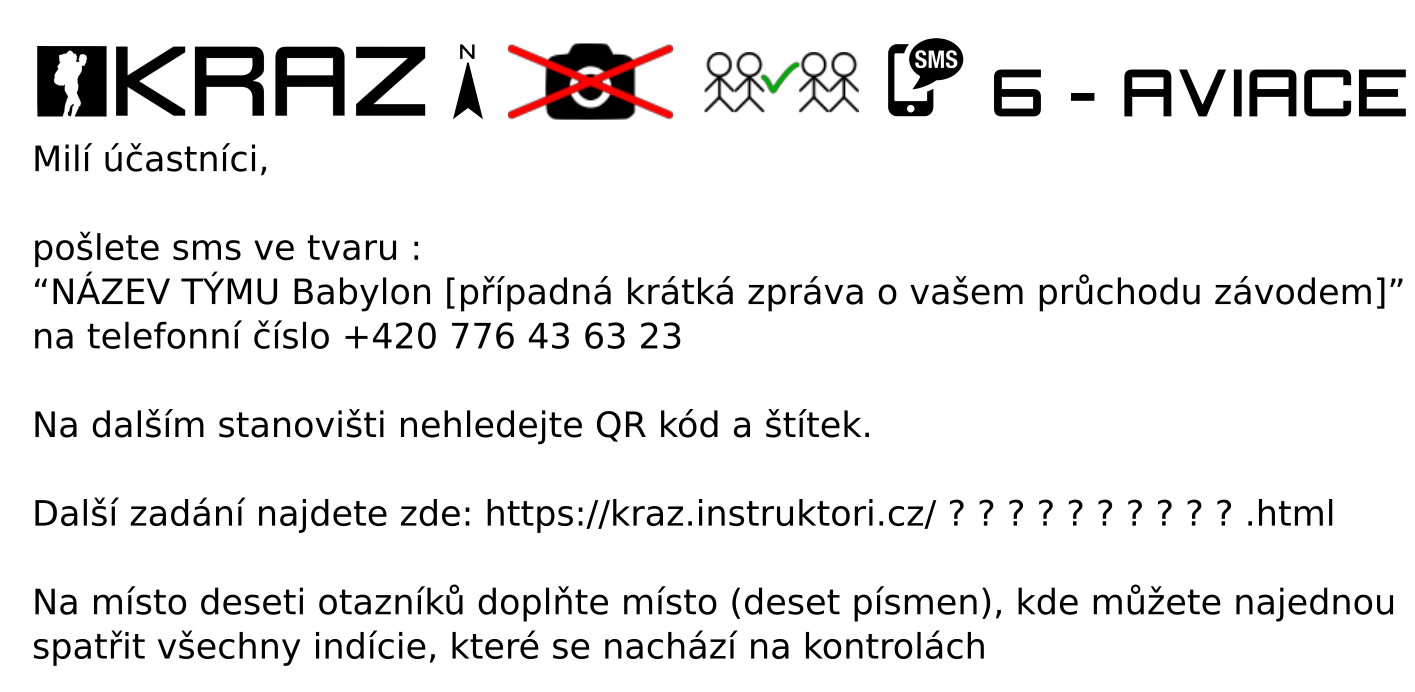 KRAZ N SMS 6 - AVIACE
Milí účastníci,
pošlete sms ve tvaru :
“NÁZEV TÝMU Babylon [případná krátká zpráva o vašem průchodu závodem]”
na telefonní číslo +420 776 43 63 23
Na dalším stanovišti nehledejte QR kód a štítek.
Další zadání najdete zde: https://kraz.instruktori.cz/ ? ? ? ? ? ? ? ? ? ? .html
Na místo deseti otazníků doplňte místo (deset písmen), kde můžete najednou
spatřit všechny indície, které se nachází na kontrolách